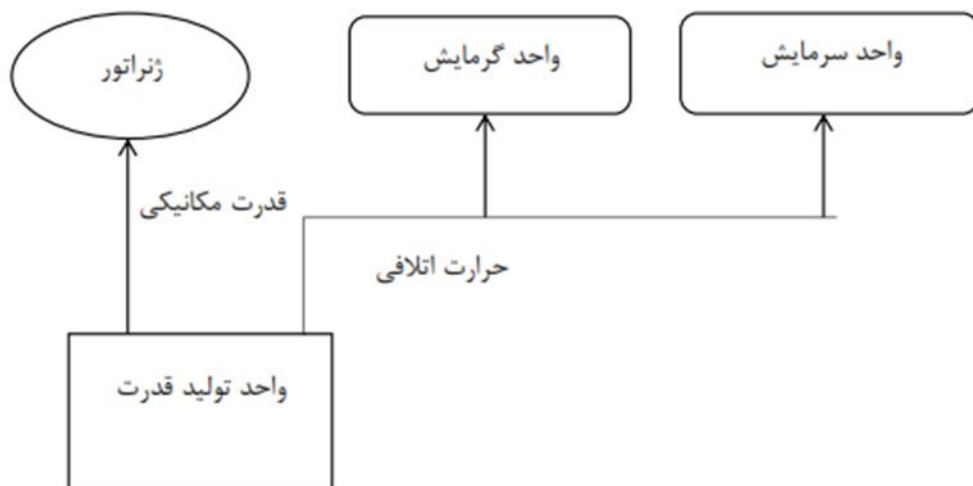 واحد سرمایش
واحد گرمایش
ژنراتور
قدرت مکانیکی
حرارت اتلافی
واحد تولید قدرت